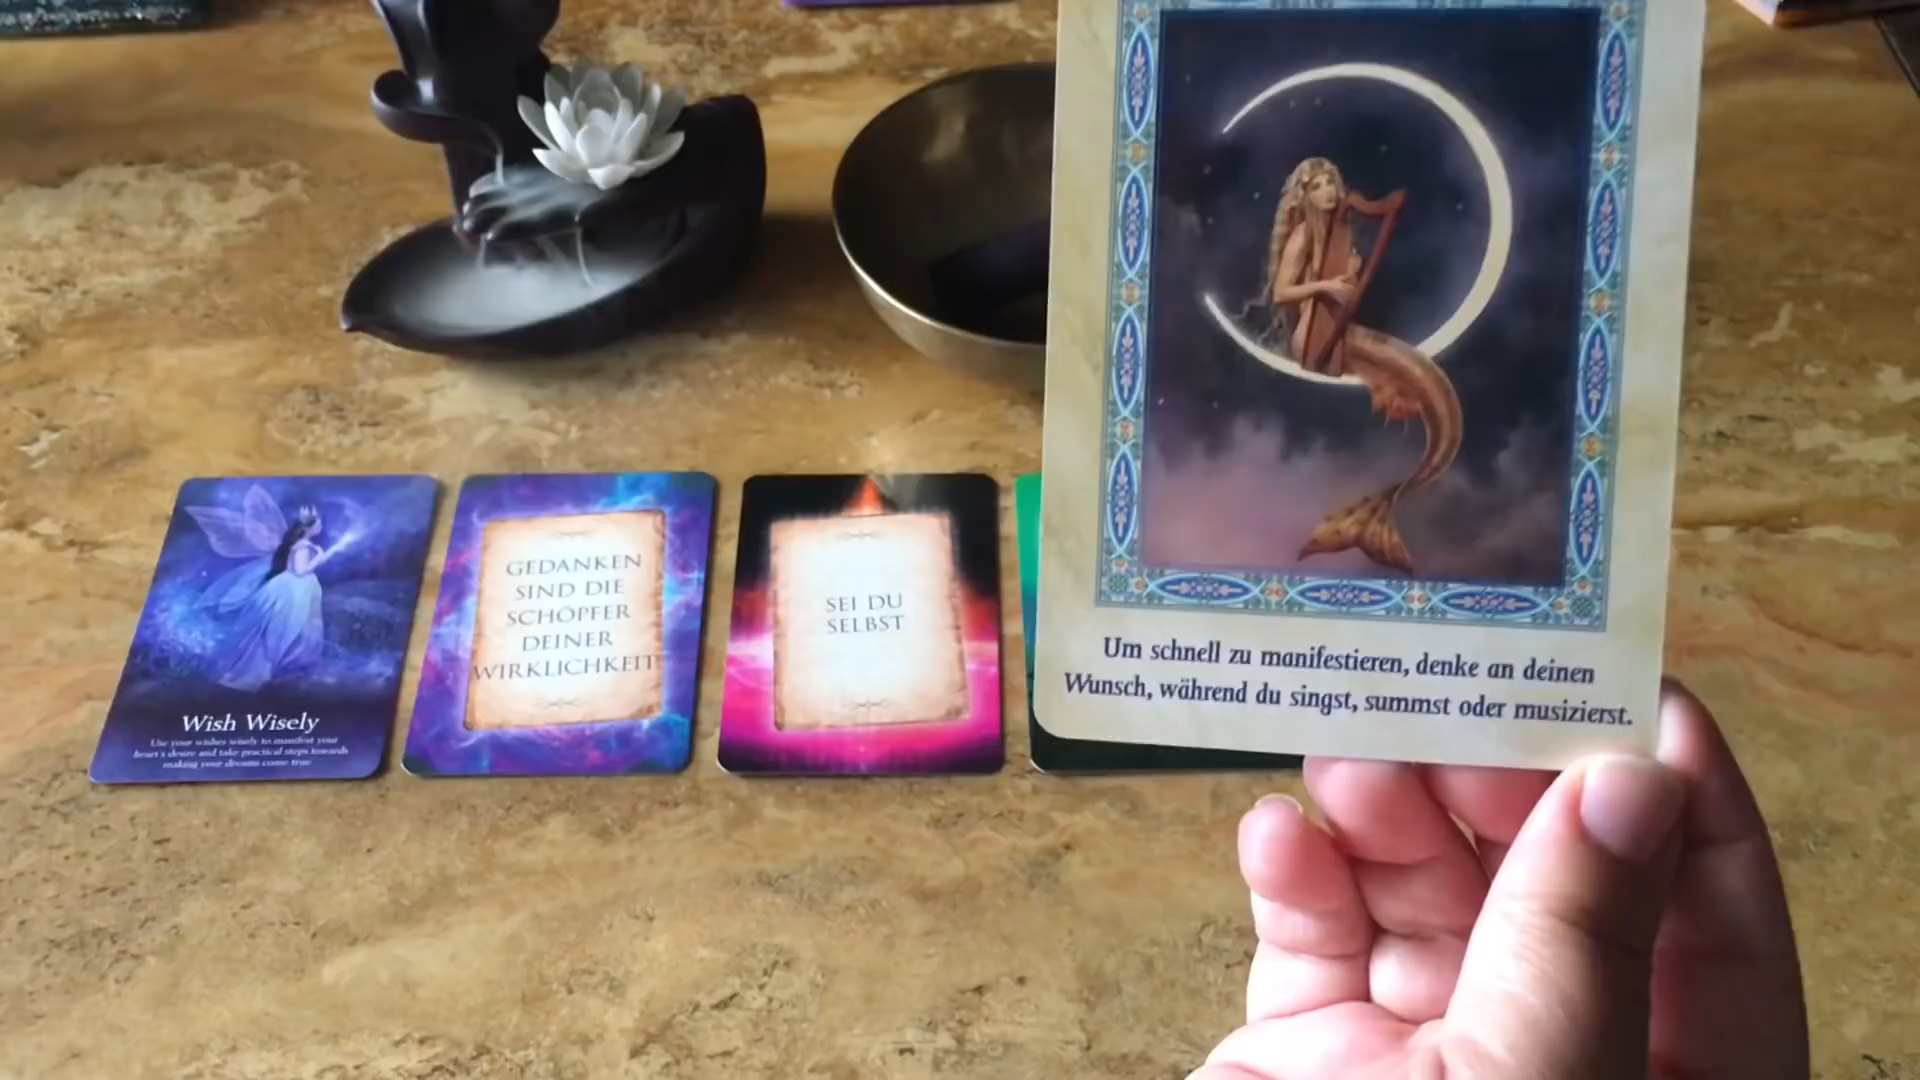 Wish Wisely
Use your wishes wisely to manifest your
heart's desire and take practical steps towards
making your dreams come true
GEDANKEN
SIND DIE
SCHÖPFER
DEINER
WIRKLICHKEIT
SEI DU
SELBST
Um schnell zu manifestieren, denke an deinen
Wunsch, während du singst, summst oder musizierst.